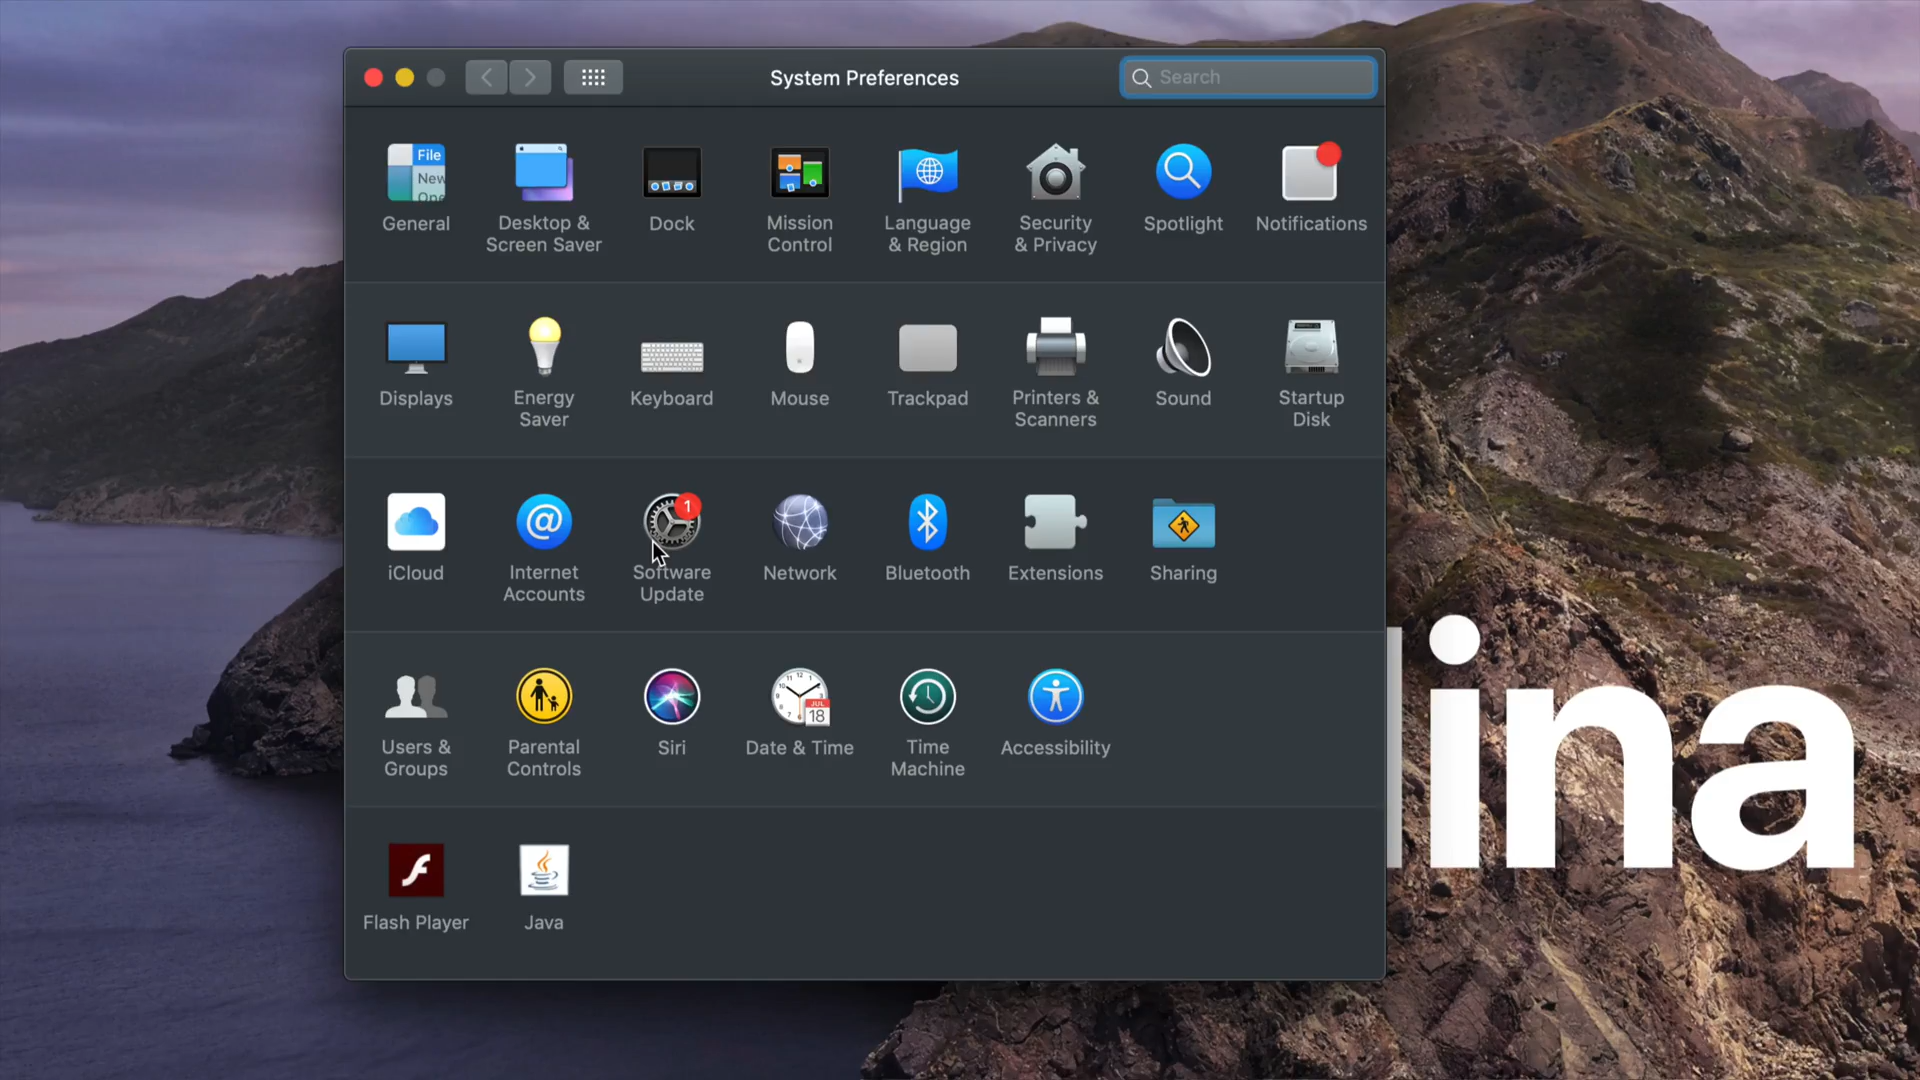 System Preferences
Search
File
New
Ope
General
Desktop &
Screen Saver
Dock
Mission
Control
Language
& Region
Security
& Privacy
Spotlight
Notifications
Displays
Energy
Saver
Keyboard
Mouse
Trackpad
Printers &
Scanners
Sound
Startup
Disk
1
iCloud
Internet
Accounts
Software
Update
Network
Bluetooth
Extensions
Sharing
lina
Users &
Groups
Parental
Controls
Siri
JUL
18
Date & Time
Time
Machine
Accessibility
Flash Player
Java